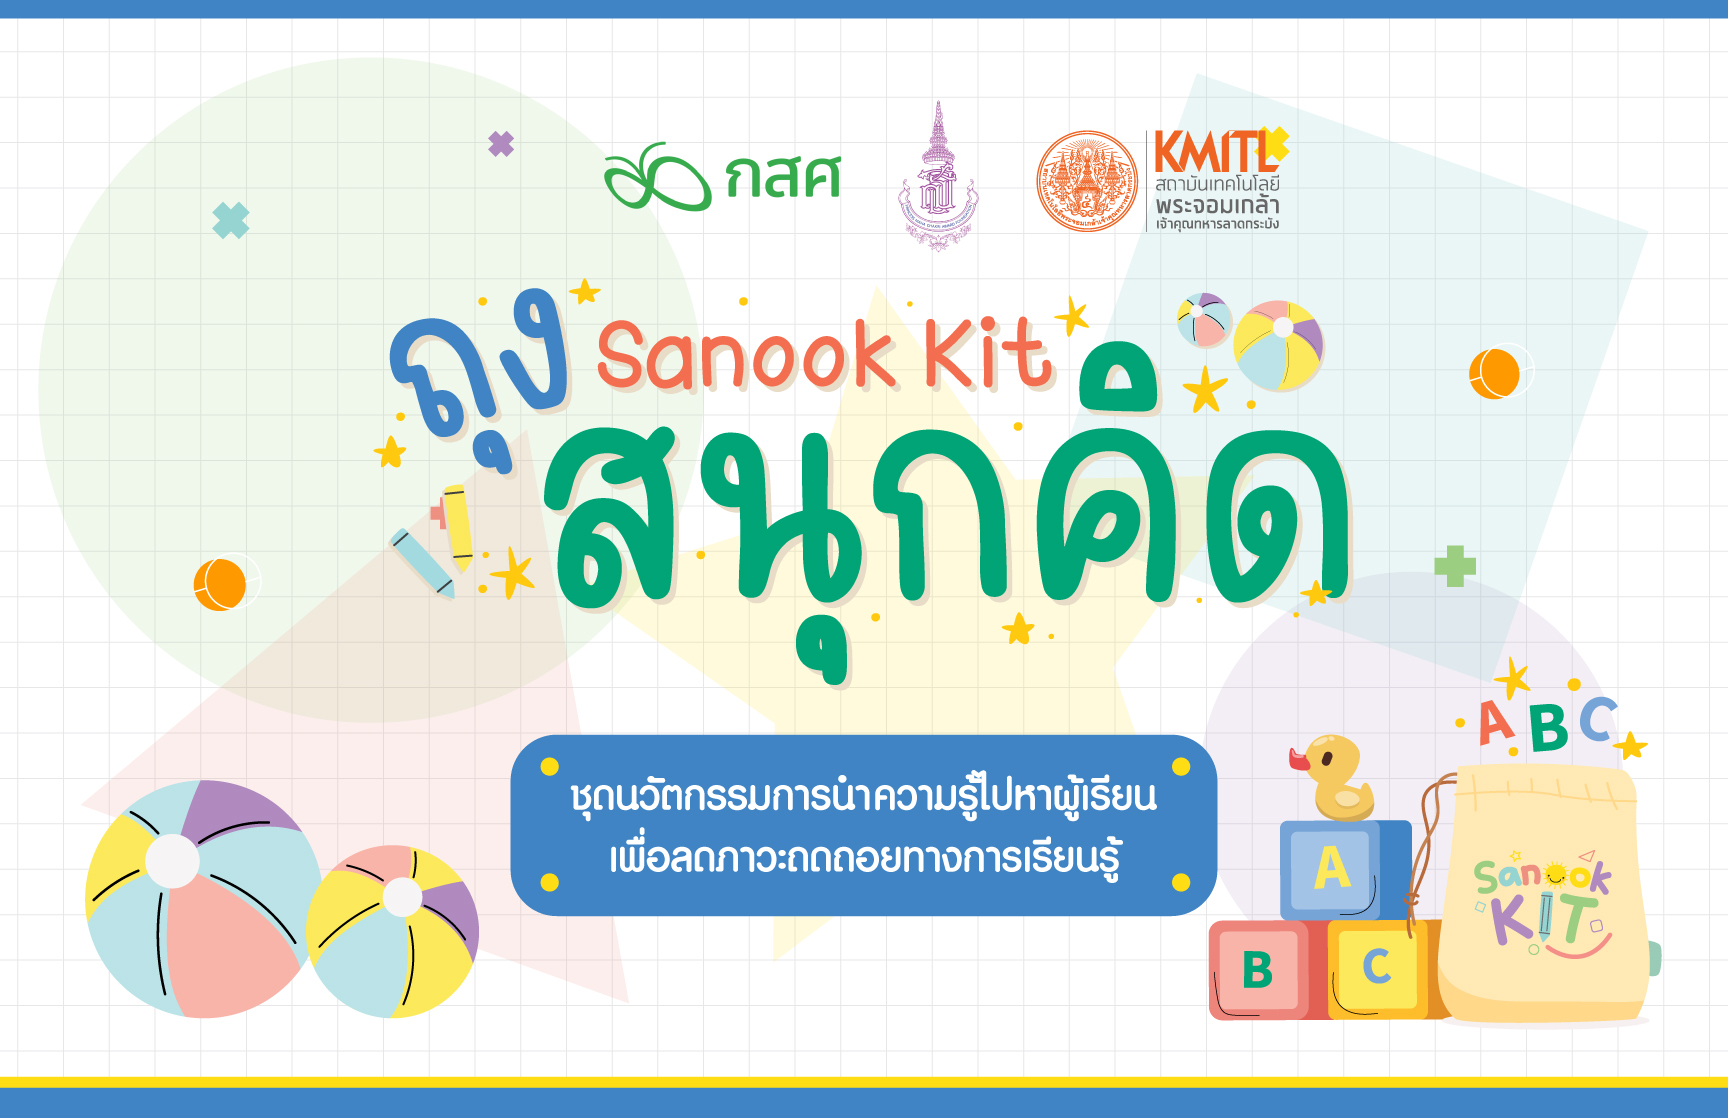 กสศ
KMITL
สถาบันเทคโนโลยี
พระจอมเกล้า
เจ้าคุณทหารลาดกระบัง
ถุง Sanook Kit
สนุกคิด
ชุดนวัตกรรมการนำความรู้ไปหาผู้เรียน
เพื่อลดภาวะถดถอยทางการเรียนรู้
A B C
A
B
C
Sanook
KIT